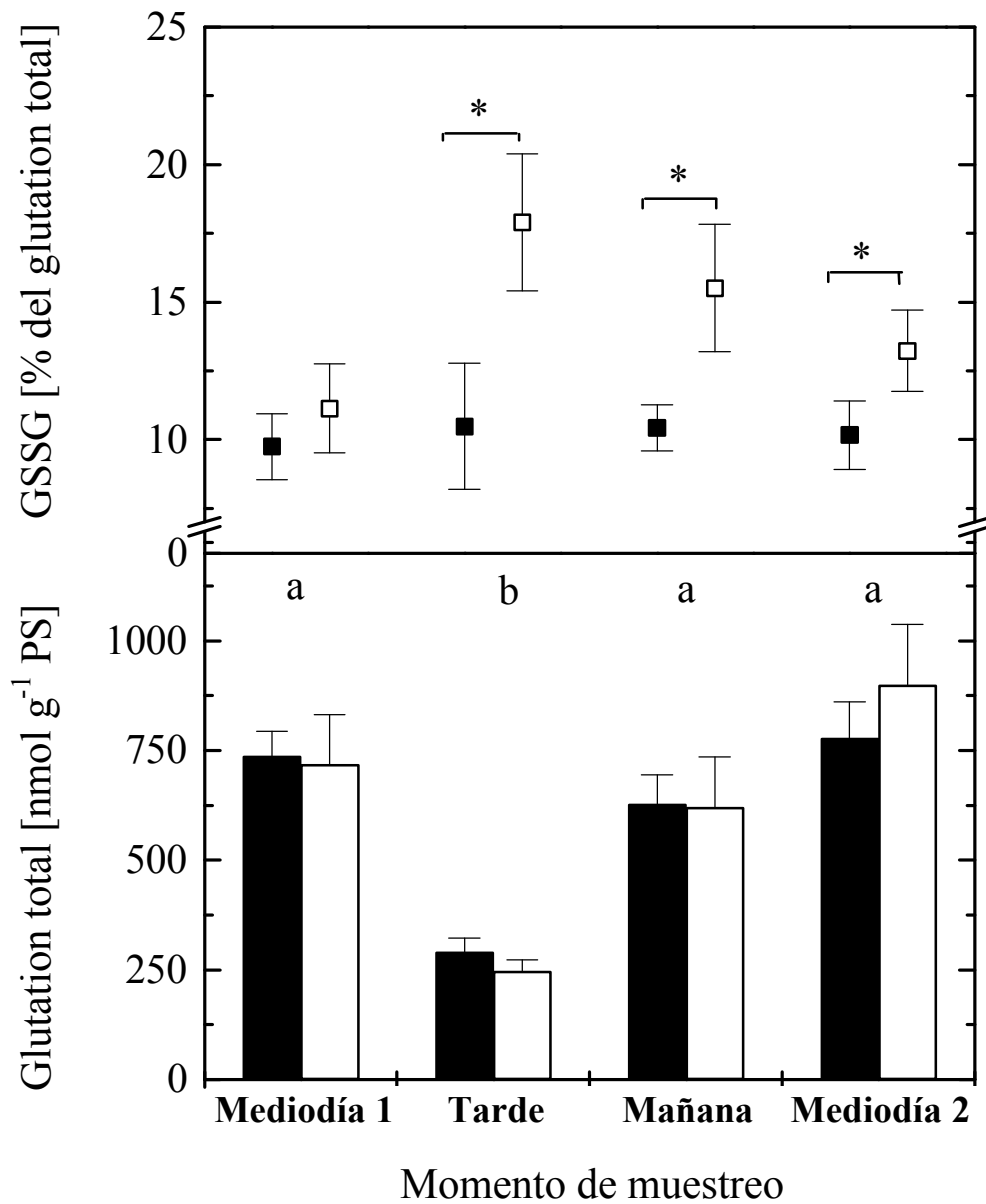 GSSG [% del glutation total]
25
20
15
10
0
*
*
*
Glutation total [nmol g-1 PS]
1000
750
500
250
0
a b a a
Mediodía 1 Tarde Mañana Mediodía 2
Momento de muestreo